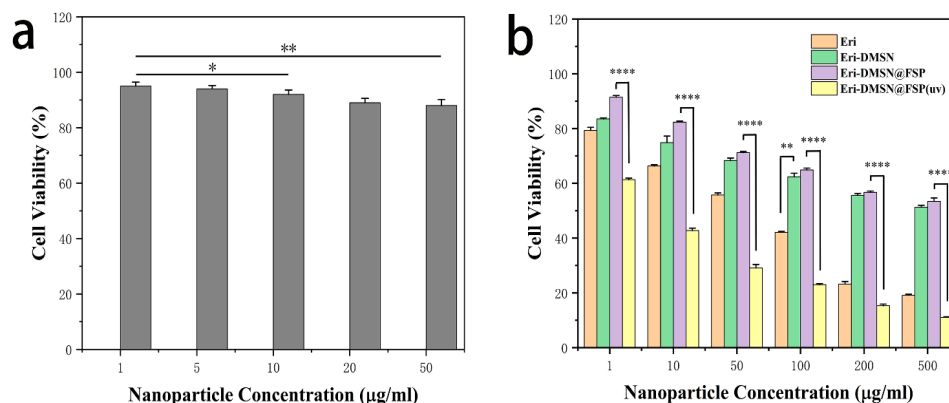 a
120
100
80
60
40
20
0
Cell Viability (%)
**
*
1 5 10 20 50
Nanoparticle Concentration (μg/ml)
b
120
100
80
60
40
20
0
Cell Viability (%)
Eri
Eri-DMSN
Eri-DMSN@FSP
Eri-DMSN@FSP(uv)
**** **** **** ** **** **** ****
1 10 50 100 200 500
Nanoparticle Concentration (μg/ml)